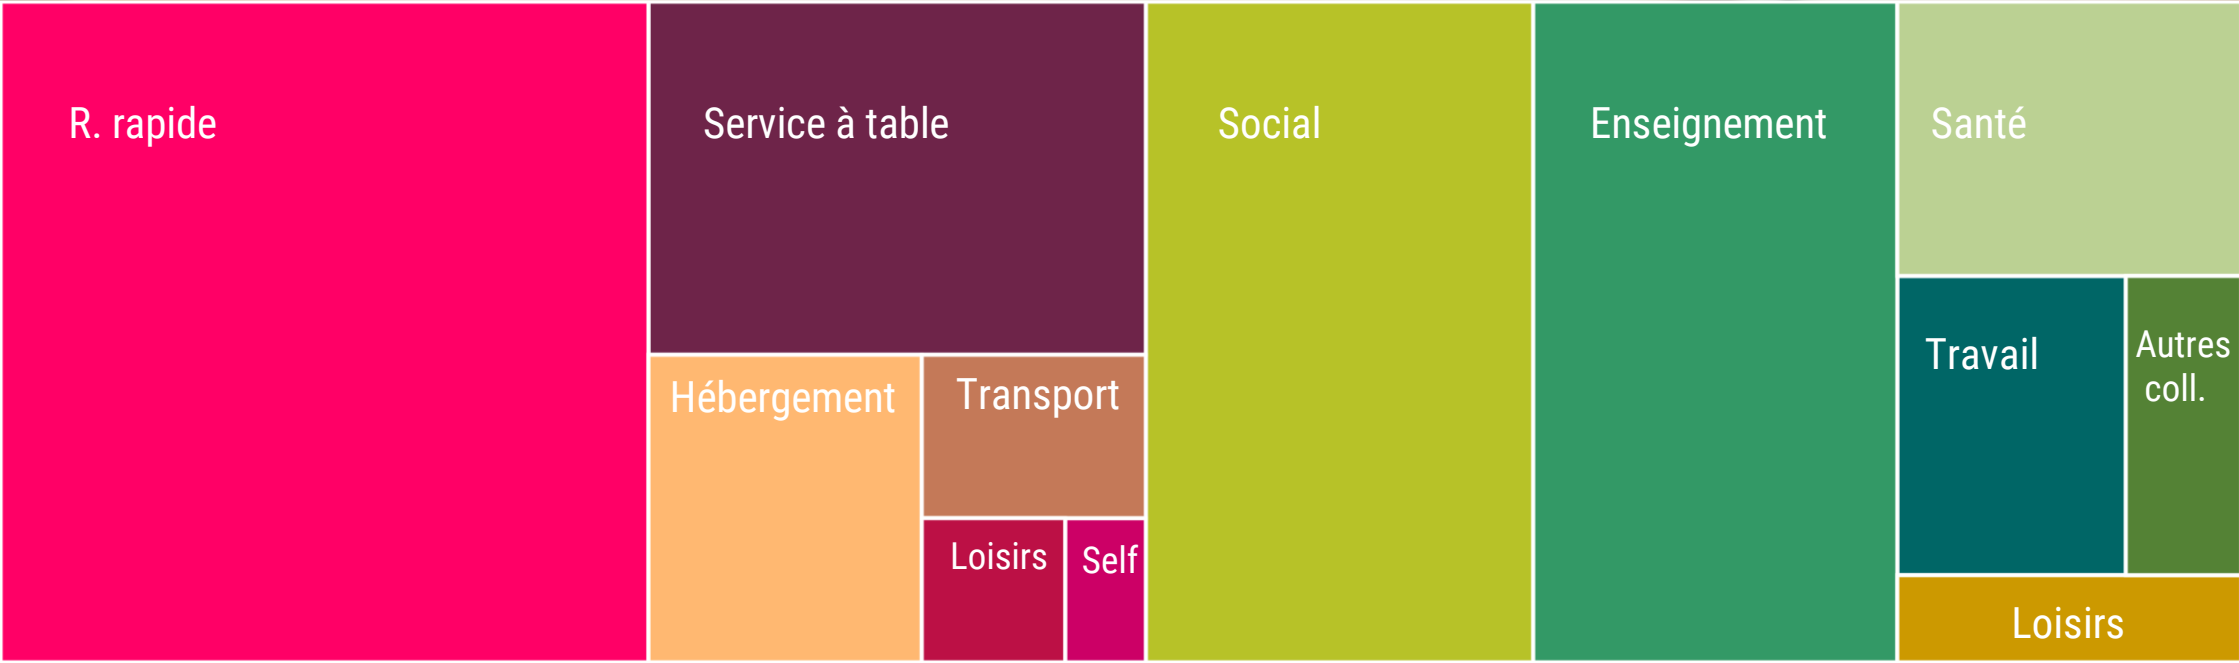 R. rapide
Service à table
Social
Enseignement
Santé
Hébergement
Transport
Travail
Autres
coll.
Loisirs
Self
Loisirs